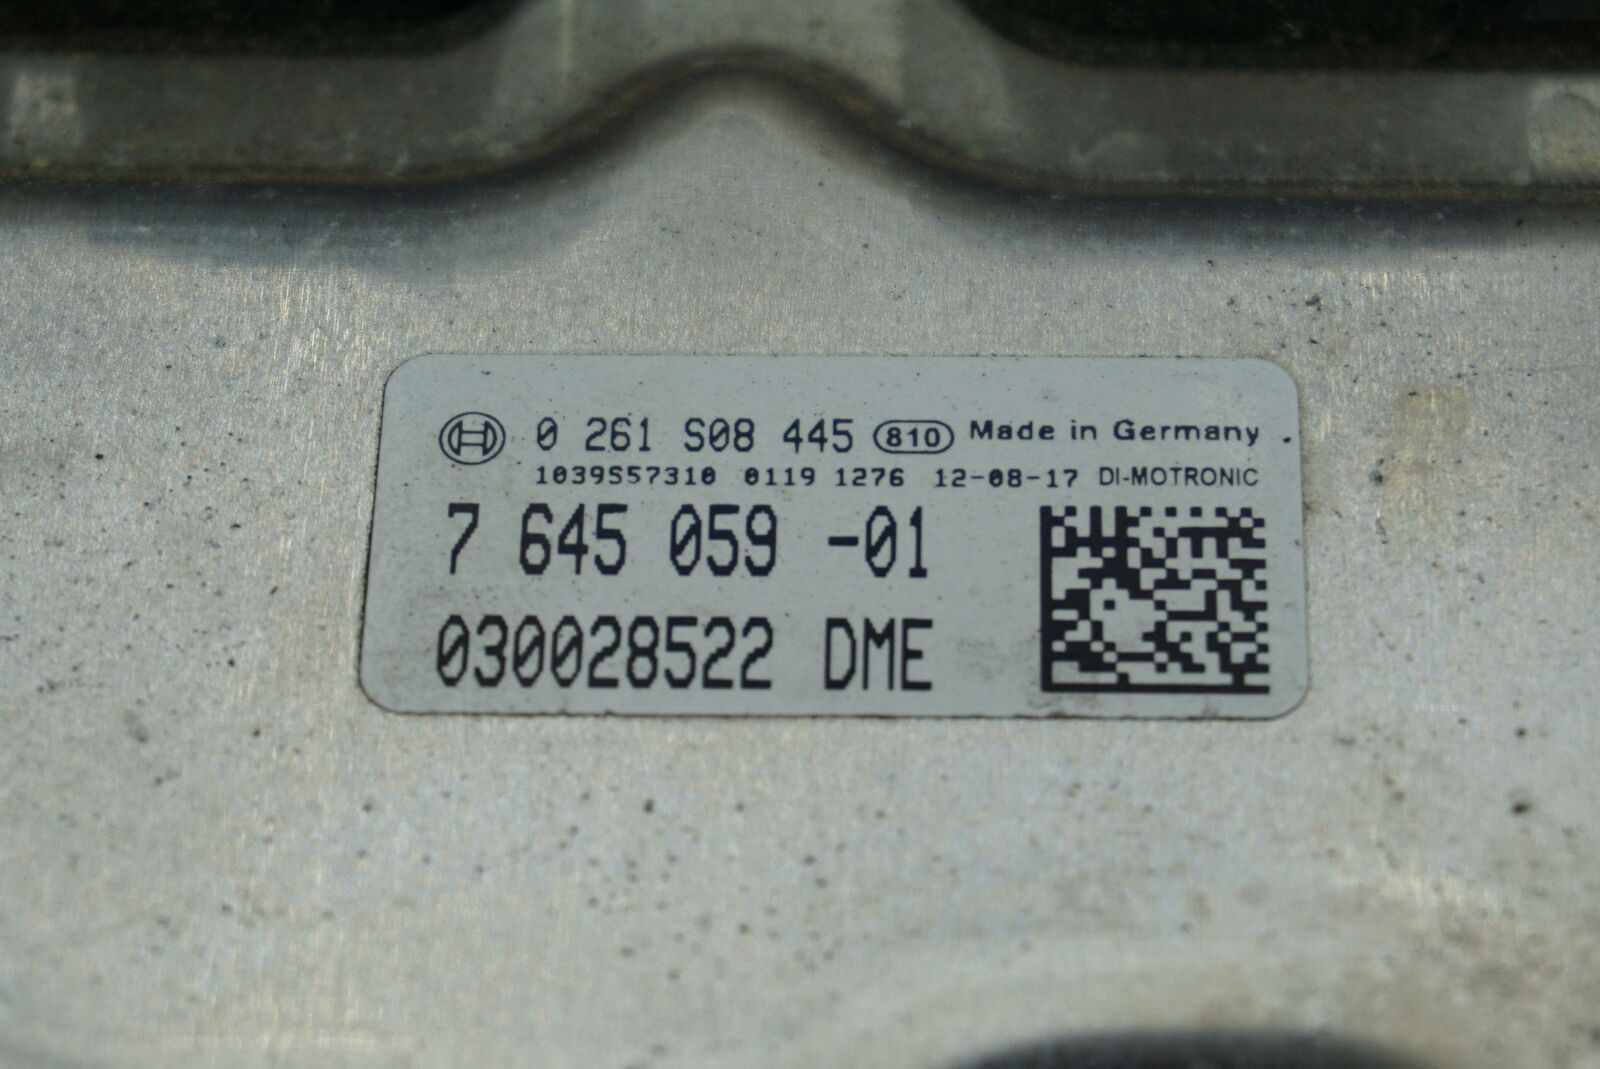 0 261 S08 445 810 Made in Germany
1039S57310 0119 1276 12-08-17 DI-MOTRONIC
7 645 059 -01
030028522 DME